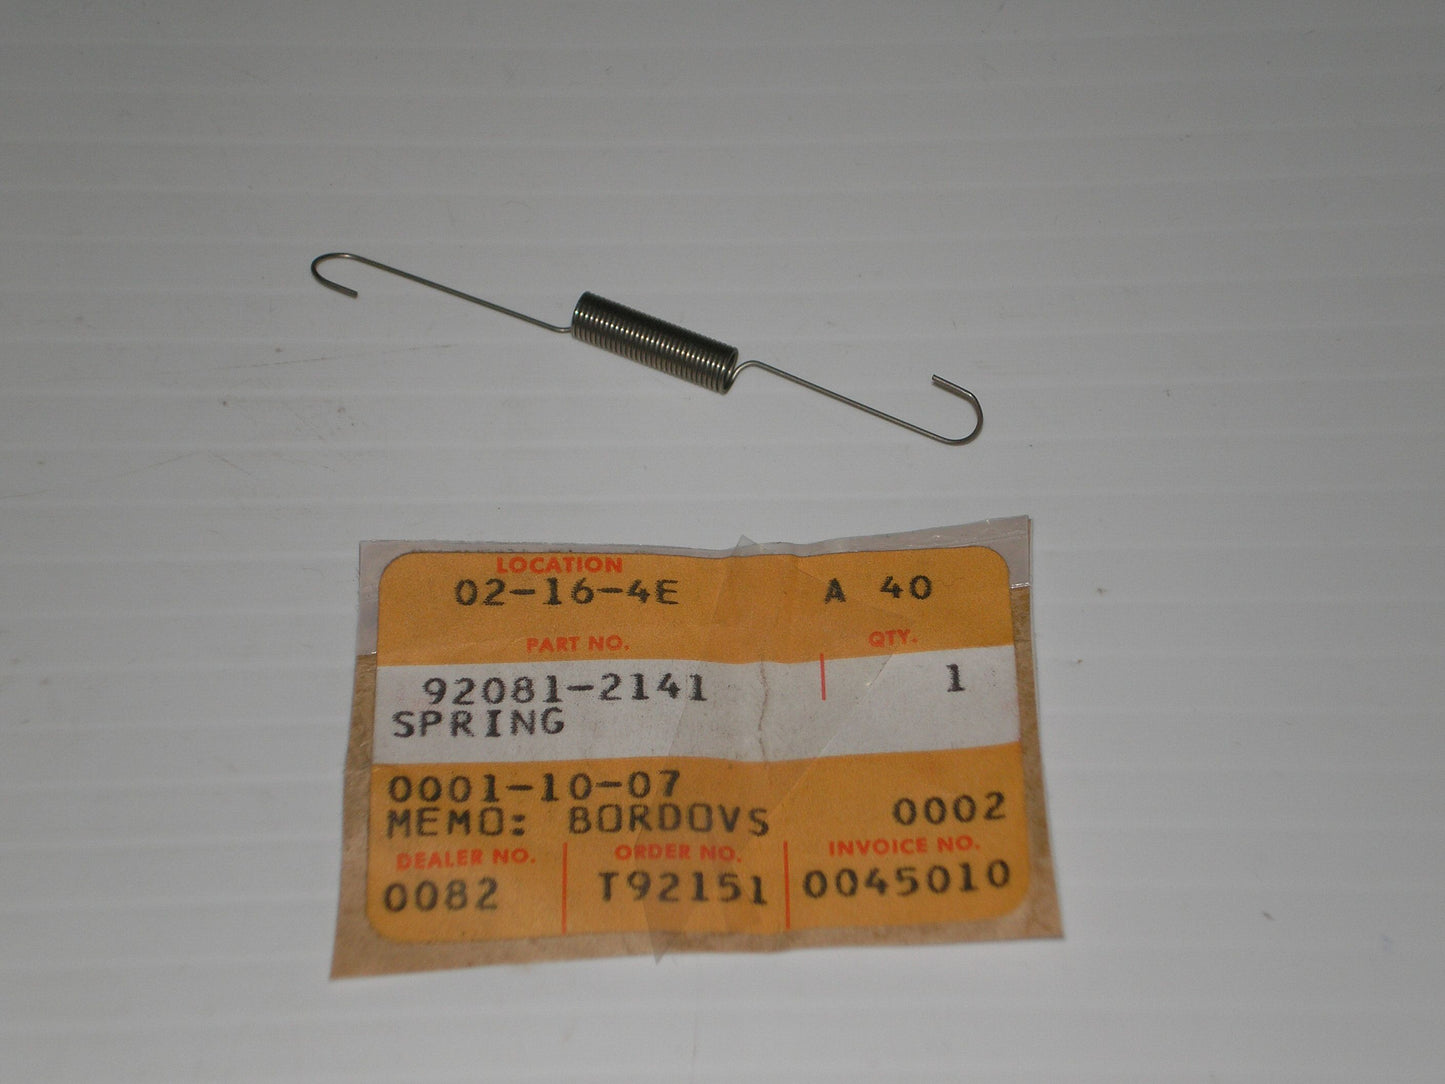 LOCATION
02-16-4E A 40
PART NO. QTY.
92081-2141 1
SPRING
0001-10-07
MEMO: BORDOVS 0002
DEALER NO. ORDER NO. INVOICE NO.
0082 T92151 0045010